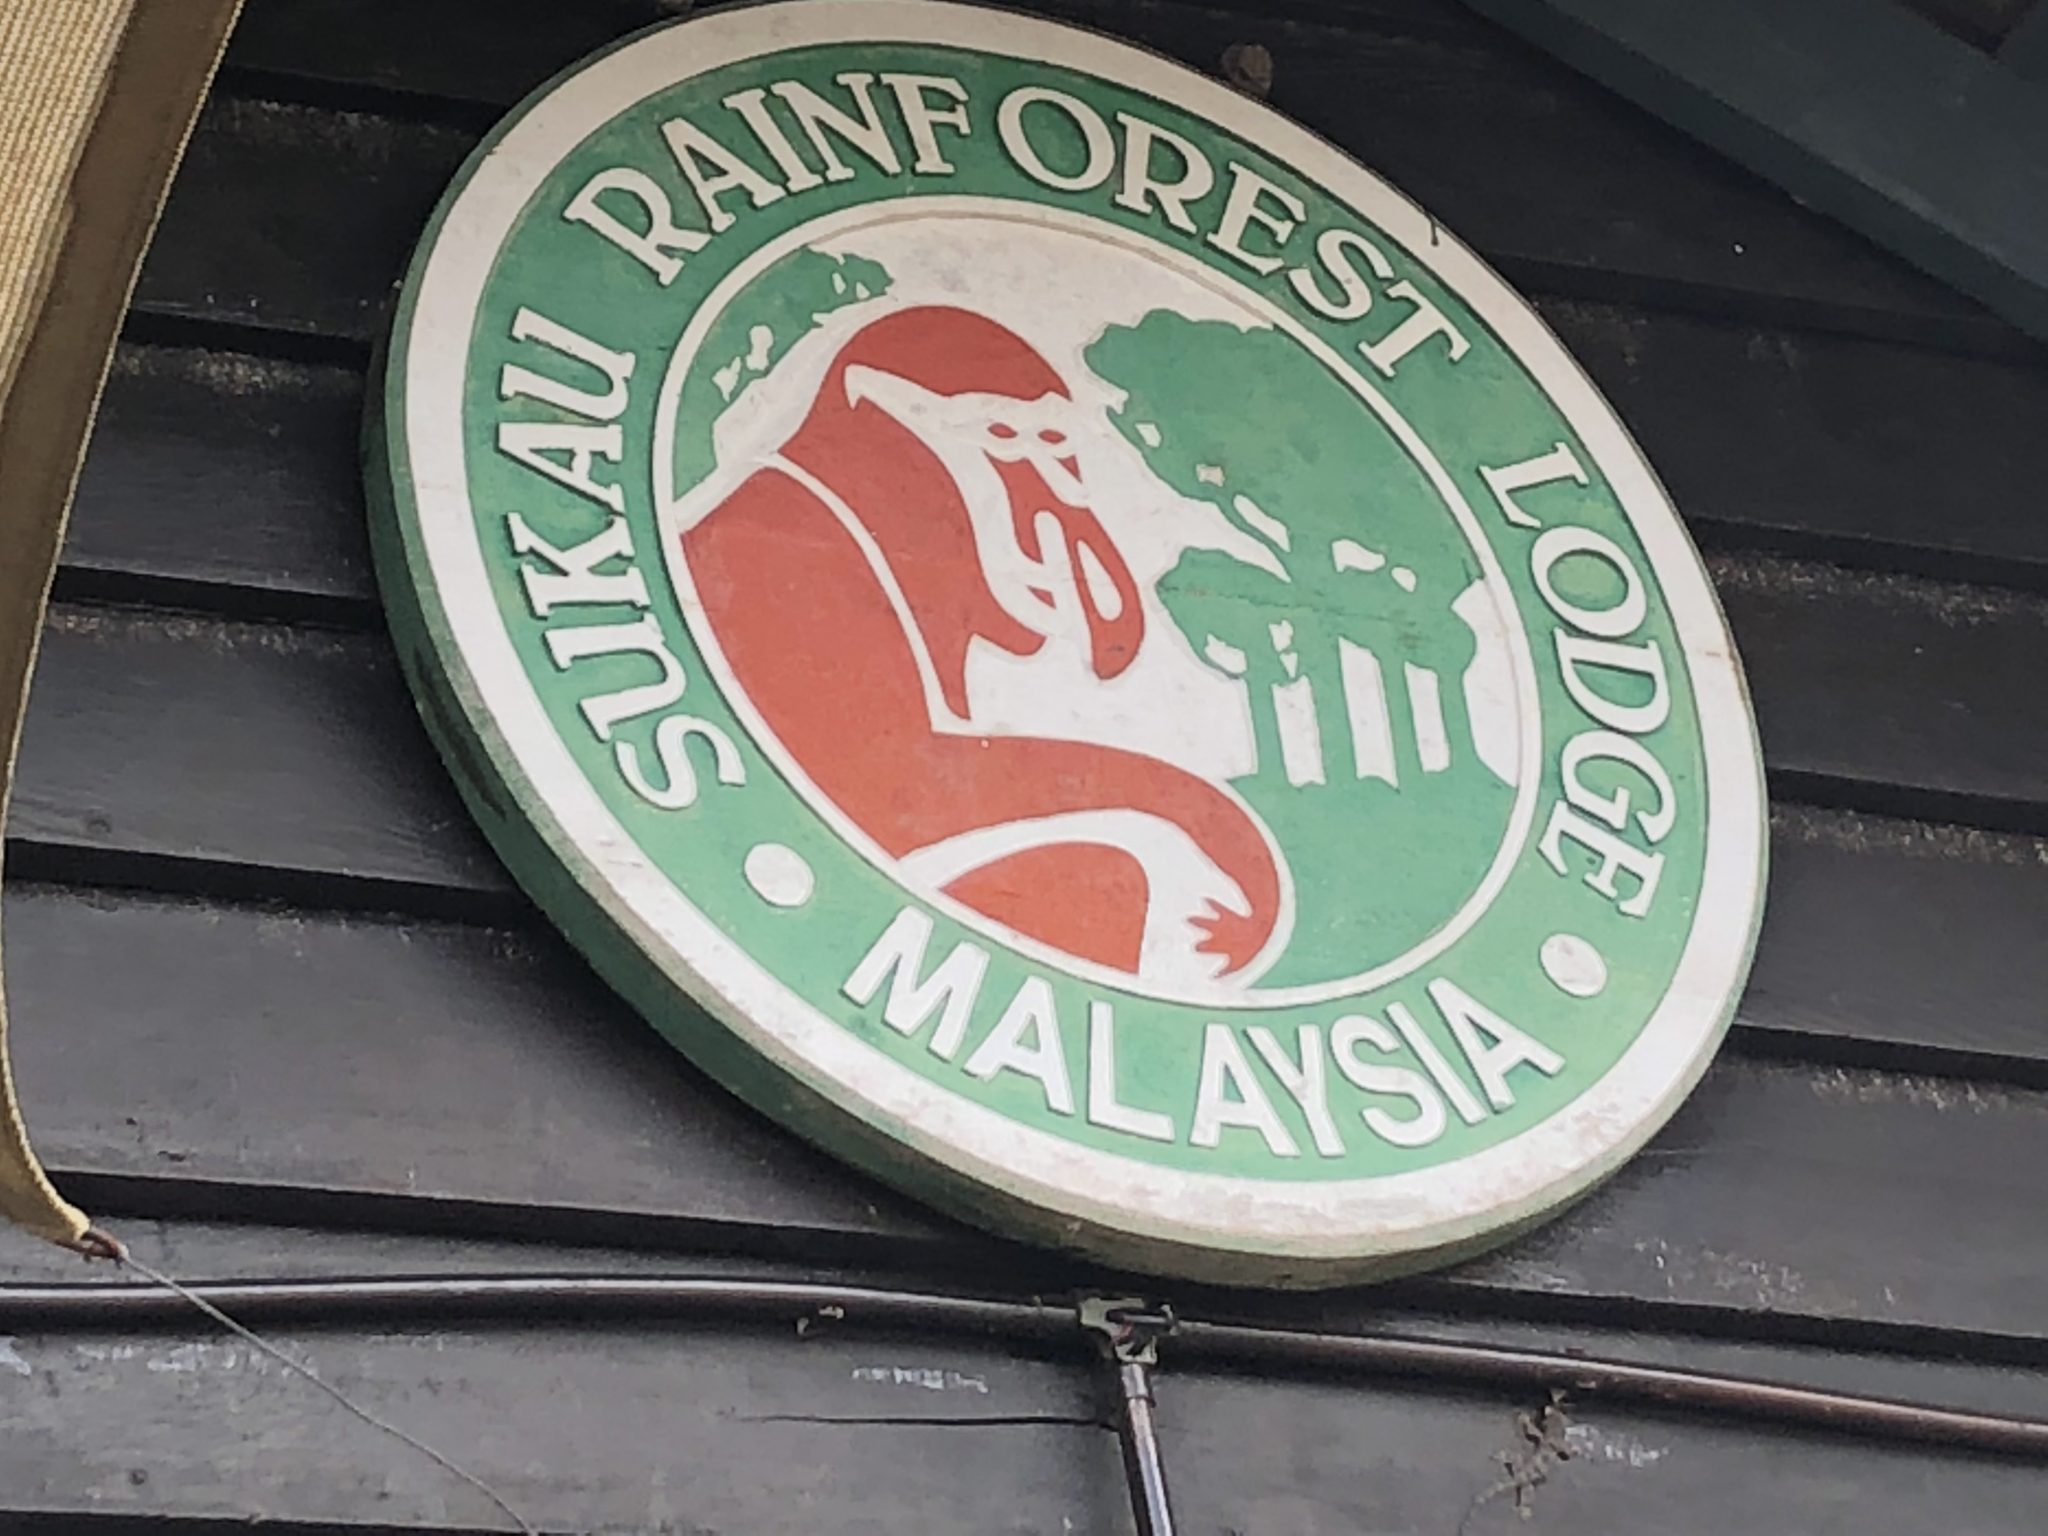 SUKAU RAINFOREST LODGE
• MALAYSIA •